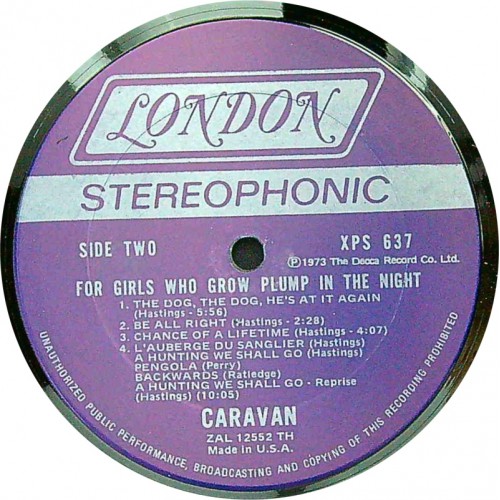 LONDON
STEREOPHONIC
SIDE TWO
XPS 637
Ⓟ1973 The Decca Record Co. Ltd.
FOR GIRLS WHO GROW PLUMP IN THE NIGHT
1. THE DOG, THE DOG, HE'S AT IT AGAIN
(Hastings - 5:56)
2. BE ALL RIGHT (Hastings - 2:28)
3. CHANCE OF A LIFETIME (Hastings - 4:07)
4. L'AUBERGE DU SANGLIER (Hastings)
A HUNTING WE SHALL GO (Hastings)
PENGOLA (Perry)
BACKWARDS (Ratledge)
A HUNTING WE SHALL GO - Reprise
(Hastings) (10:05)
CARAVAN
ZAL 12552 TH
Made in U.S.A.
UNAUTHORIZED PUBLIC PERFORMANCE, BROADCASTING AND COPYING OF THIS RECORDING PROHIBITED